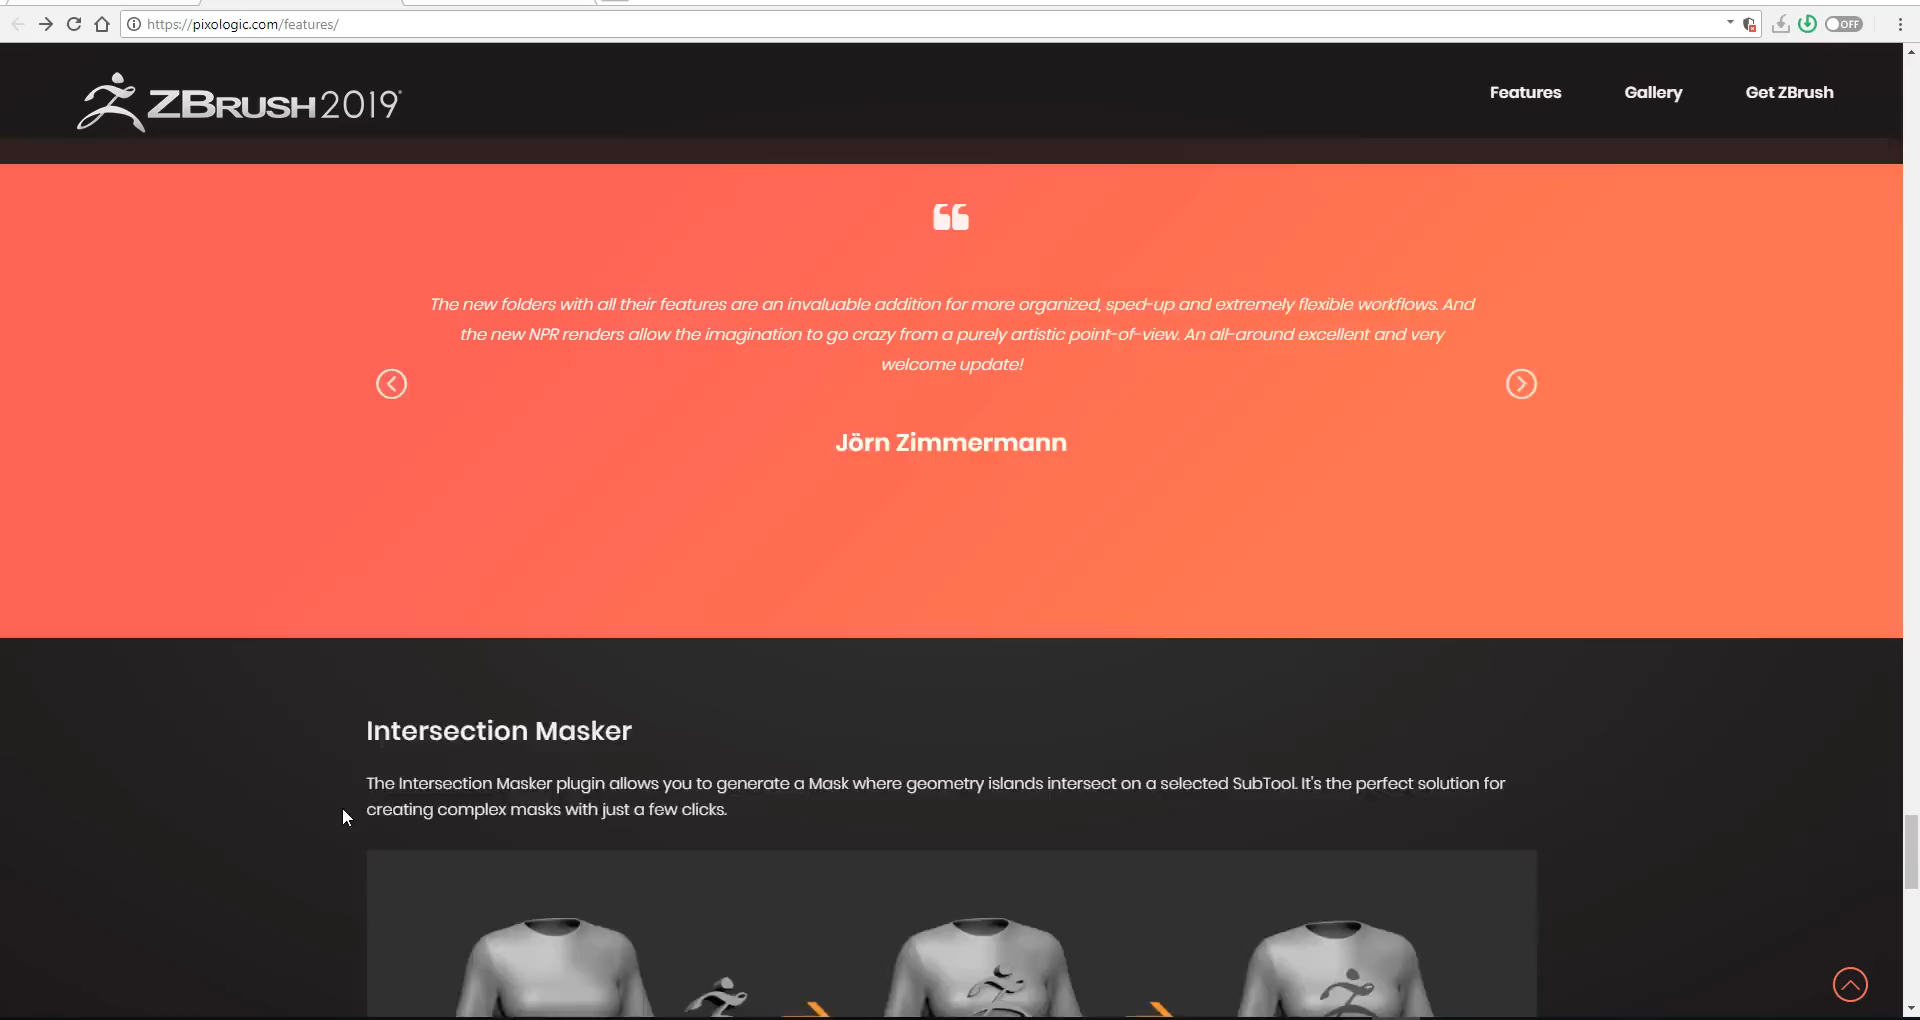 https://pixologic.com/features/
OFF
ZBRUSH 2019
Features
Gallery
Get ZBrush
The new folders with all their features are an invaluable addition for more organized, sped-up and extremely flexible workflows. And
the new NPR renders allow the imagination to go crazy from a purely artistic point-of-view. An all-around excellent and very
welcome update!
Jörn Zimmermann
Intersection Masker
The Intersection Masker plugin allows you to generate a Mask where geometry islands intersect on a selected SubTool. It's the perfect solution for
creating complex masks with just a few clicks.